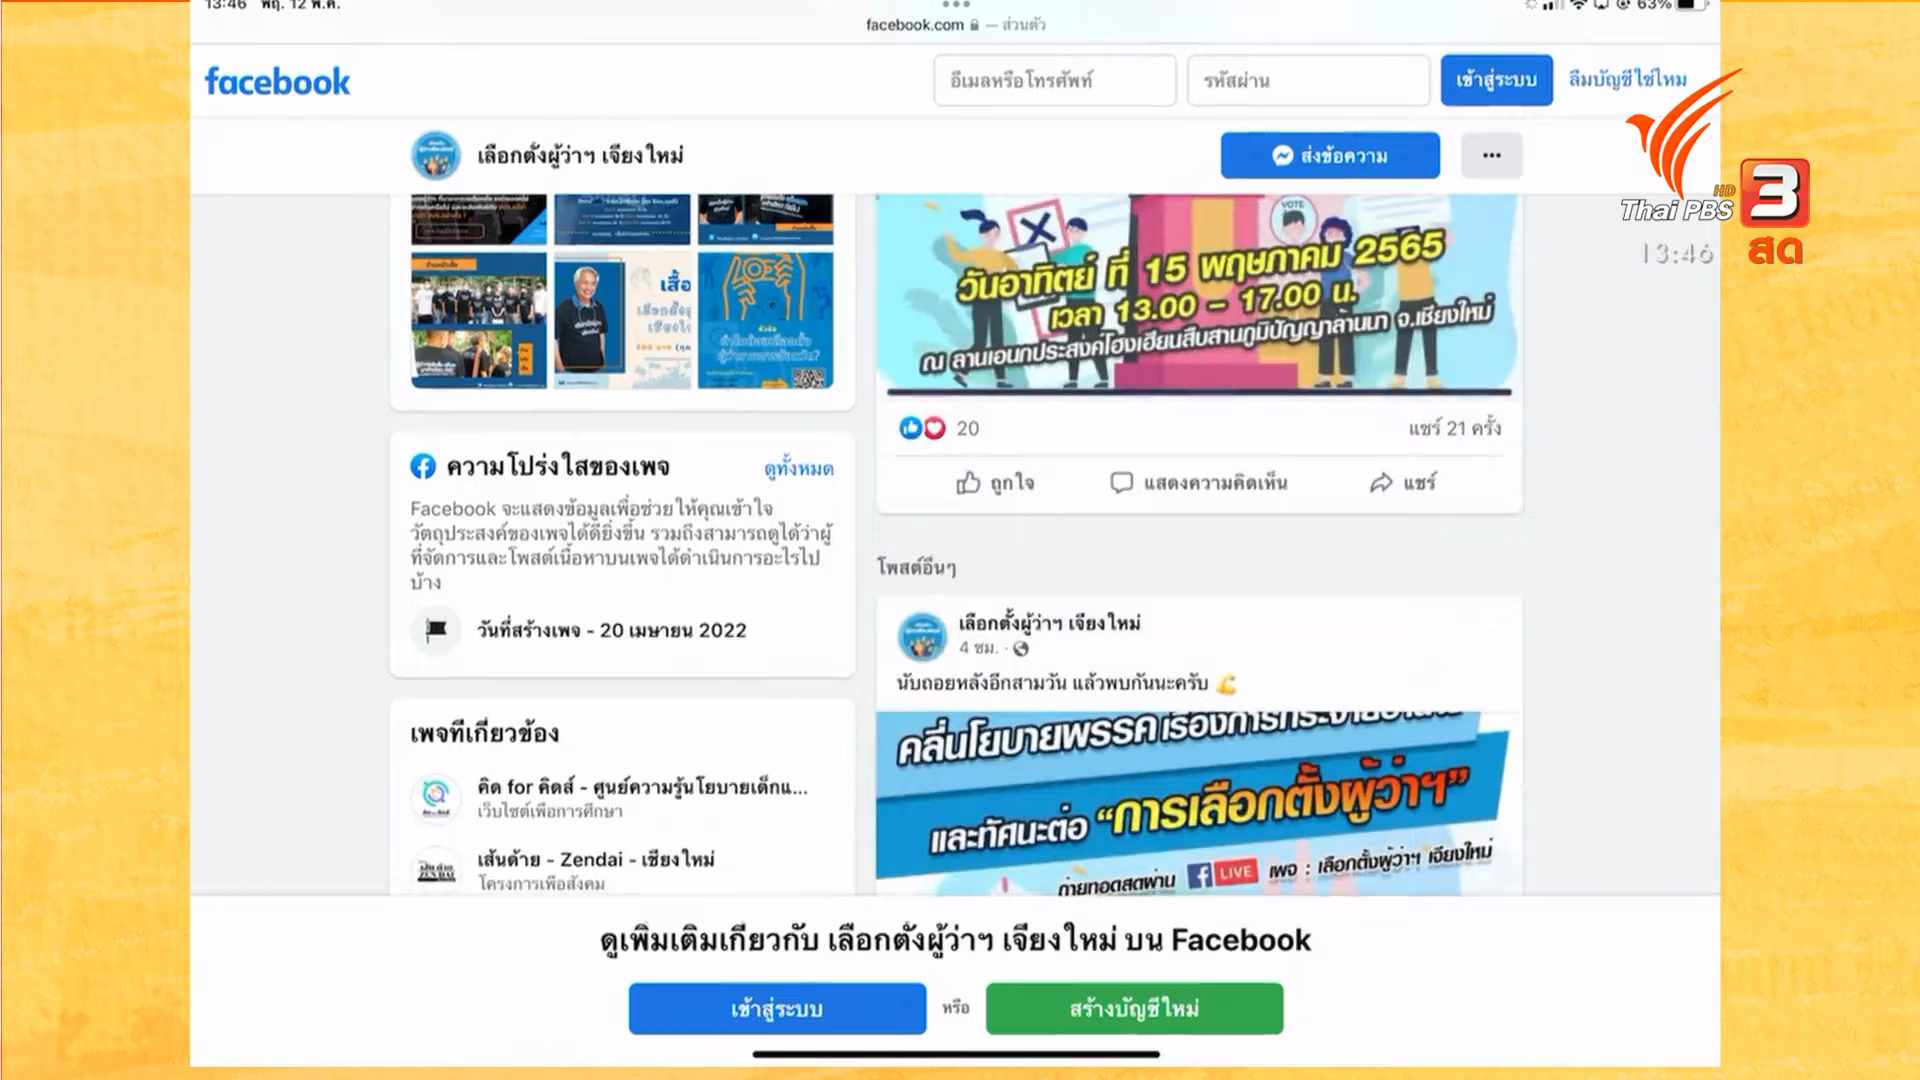 13:46 พฤ. 12 พ.ค.
63%
facebook.com — ส่วนตัว
facebook
อีเมลหรือโทรศัพท์
รหัสผ่าน
เข้าสู่ระบบ
ลืมบัญชีใช่ไหม
เลือกตั้งผู้ว่าฯ เจียงใหม่
ส่งข้อความ
Thai PBS
HD
3
13:46
สด
เสื้อ
VOTE
วันอาทิตย์ ที่ 15 พฤษภาคม 2565
เวลา 13.00 - 17.00 น.
ณ ลานเอนกประสงค์โฮงเฮียนสืบสานภูมิปัญญาล้านนา จ.เชียงใหม่
20
แชร์ 21 ครั้ง
ถูกใจ
แสดงความคิดเห็น
แชร์
ความโปร่งใสของเพจ
ดูทั้งหมด
Facebook จะแสดงข้อมูลเพื่อช่วยให้คุณเข้าใจ
วัตถุประสงค์ของเพจได้ดียิ่งขึ้น รวมถึงสามารถดูได้ว่าผู้
ที่จัดการและโพสต์เนื้อหาบนเพจได้ดำเนินการอะไรไป
บ้าง
วันที่สร้างเพจ - 20 เมษายน 2022
โพสต์อื่นๆ
เลือกตั้งผู้ว่าฯ เจียงใหม่
4 ชม. ·
นับถอยหลังอีกสามวัน แล้วพบกันนะครับ 💪
คลี่นโยบายพรรคเรื่องการกระจายอำนาจ
และทัศนะต่อ “การเลือกตั้งผู้ว่าฯ”
ถ่ายทอดสดผ่าน f LIVE เพจ : เลือกตั้งผู้ว่าฯ เจียงใหม่
เพจที่เกี่ยวข้อง
คิด for คิดส์ - ศูนย์ความรู้นโยบายเด็กแ...
เว็บไซต์เพื่อการศึกษา
เส้นด้าย - Zendai - เชียงใหม่
โครงการเพื่อสังคม
ดูเพิ่มเติมเกี่ยวกับ เลือกตั้งผู้ว่าฯ เจียงใหม่ บน Facebook
เข้าสู่ระบบ
หรือ
สร้างบัญชีใหม่